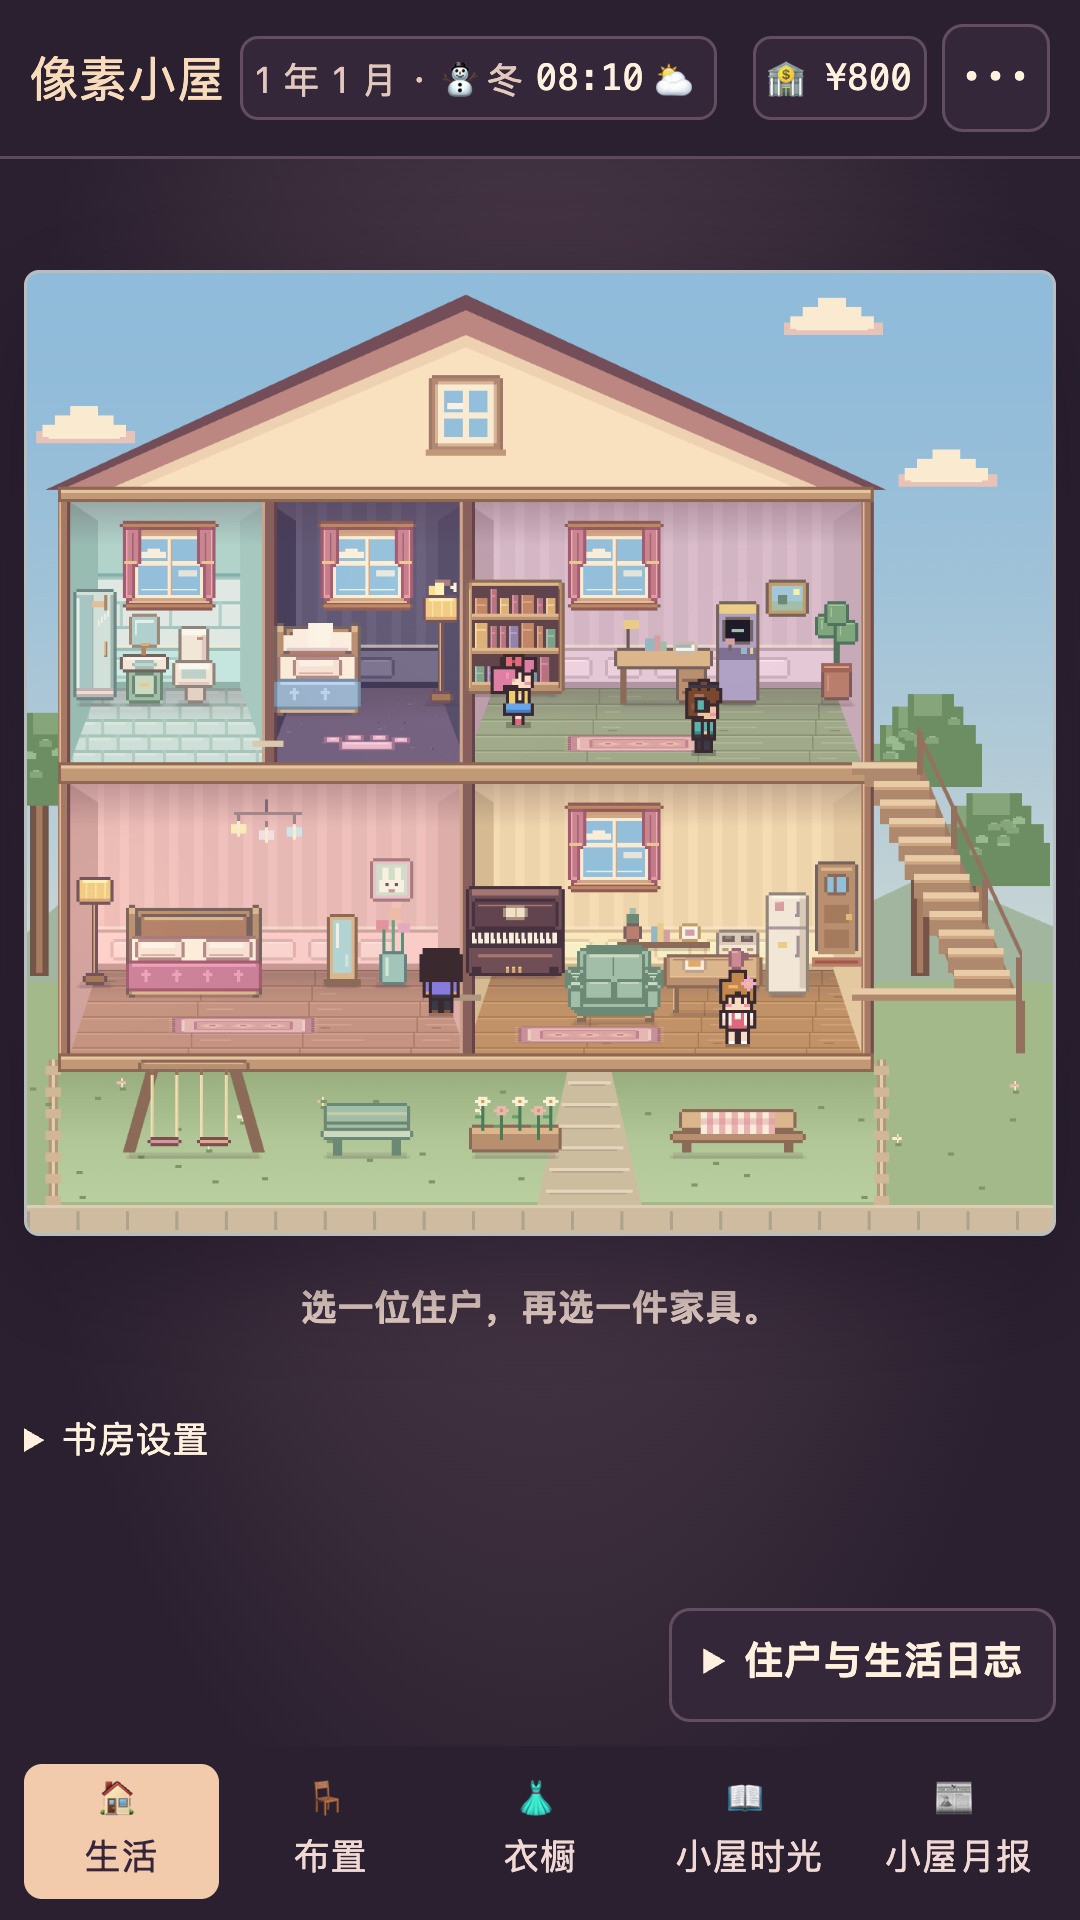 像素小屋
1 年 1 月 · 冬 08:10
¥800
选一位住户，再选一件家具。
▶ 书房设置
▶ 住户与生活日志
生活
布置
衣橱
小屋时光
小屋月报